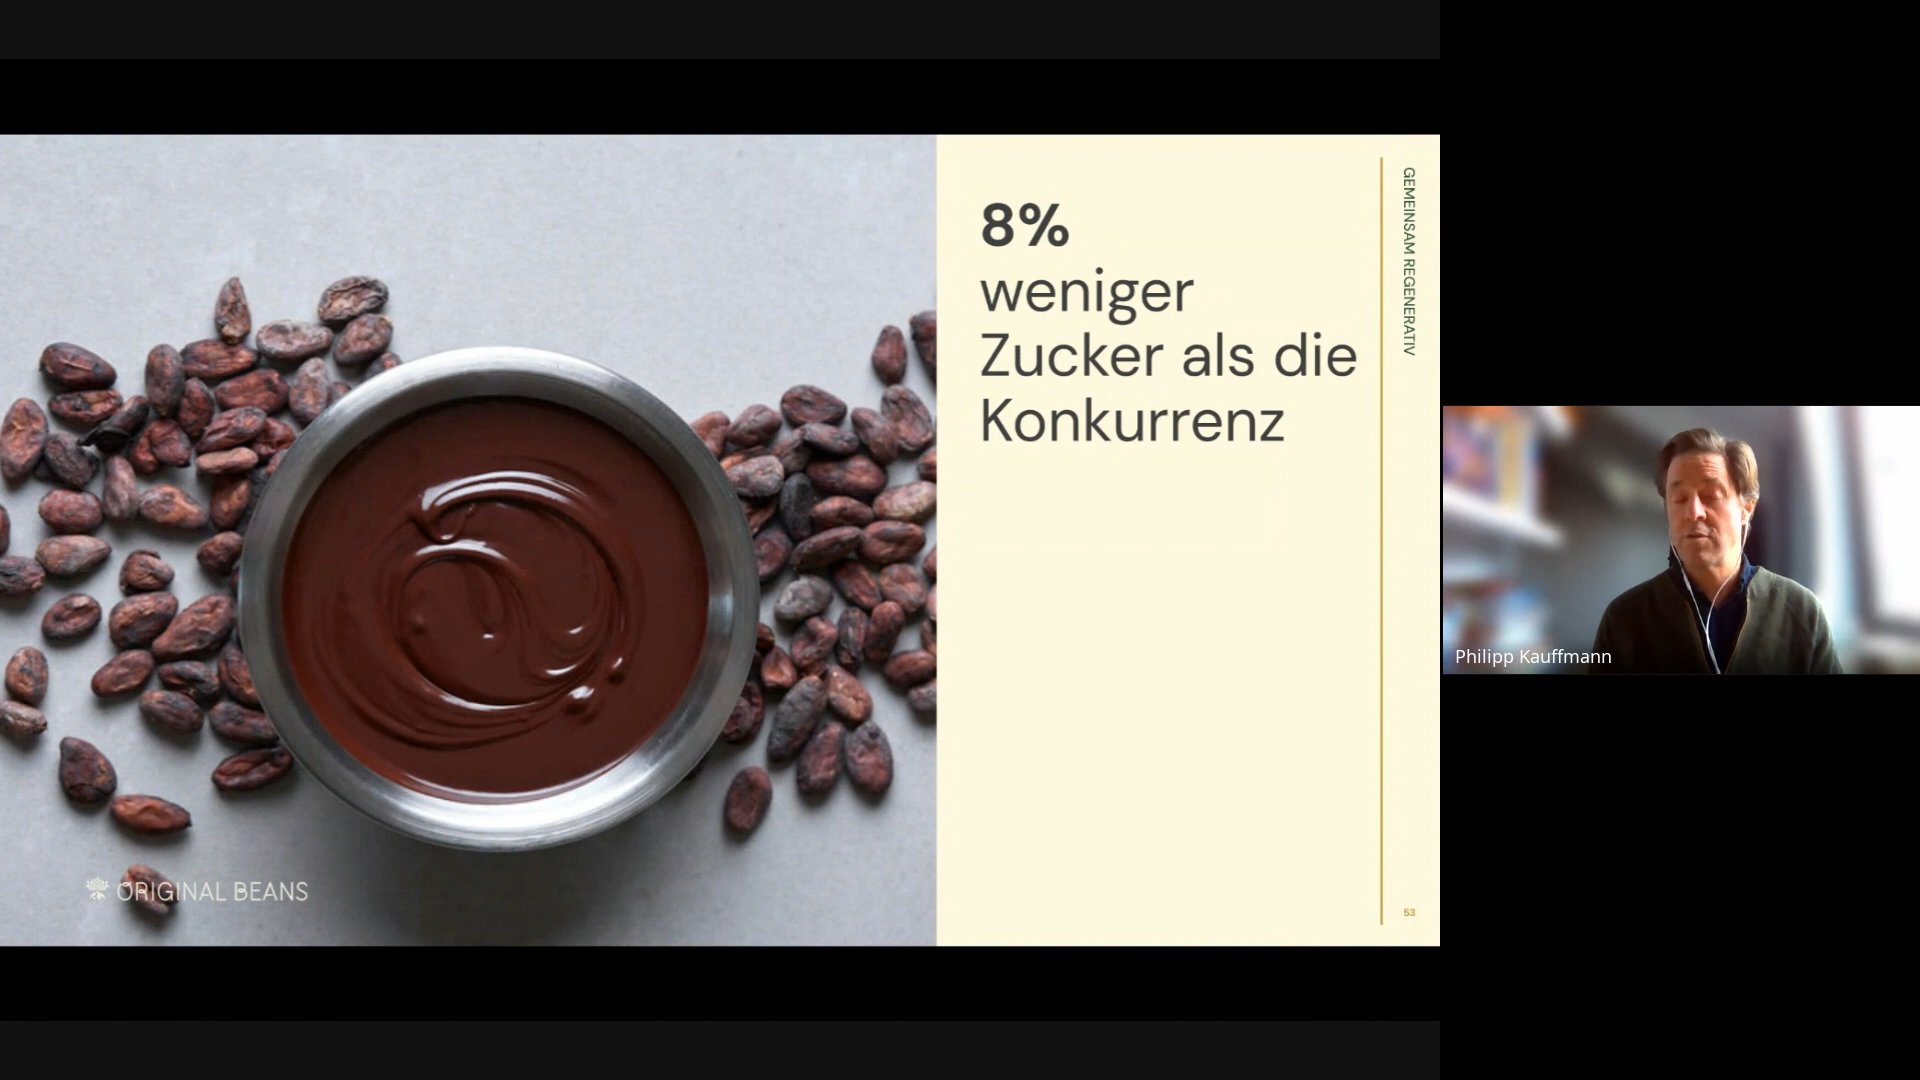 8%
weniger
Zucker als die
Konkurrenz
GEMEINSAM REGENERATIV
ORIGINAL BEANS
53
Philipp Kauffmann